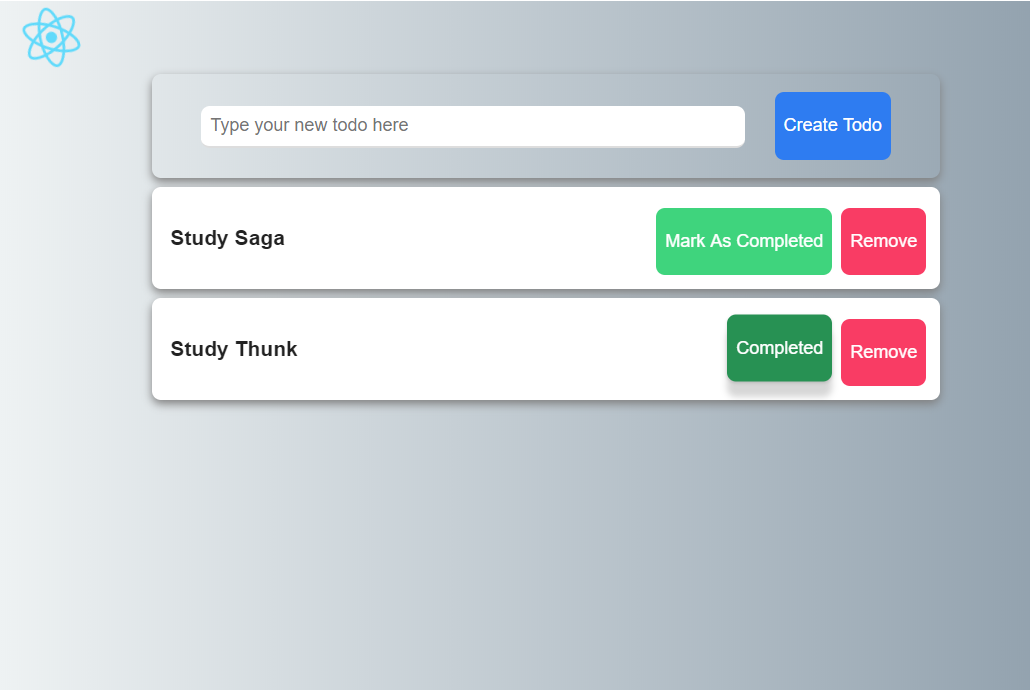 Type your new todo here
Create Todo
Study Saga
Mark As Completed
Remove
Study Thunk
Completed
Remove